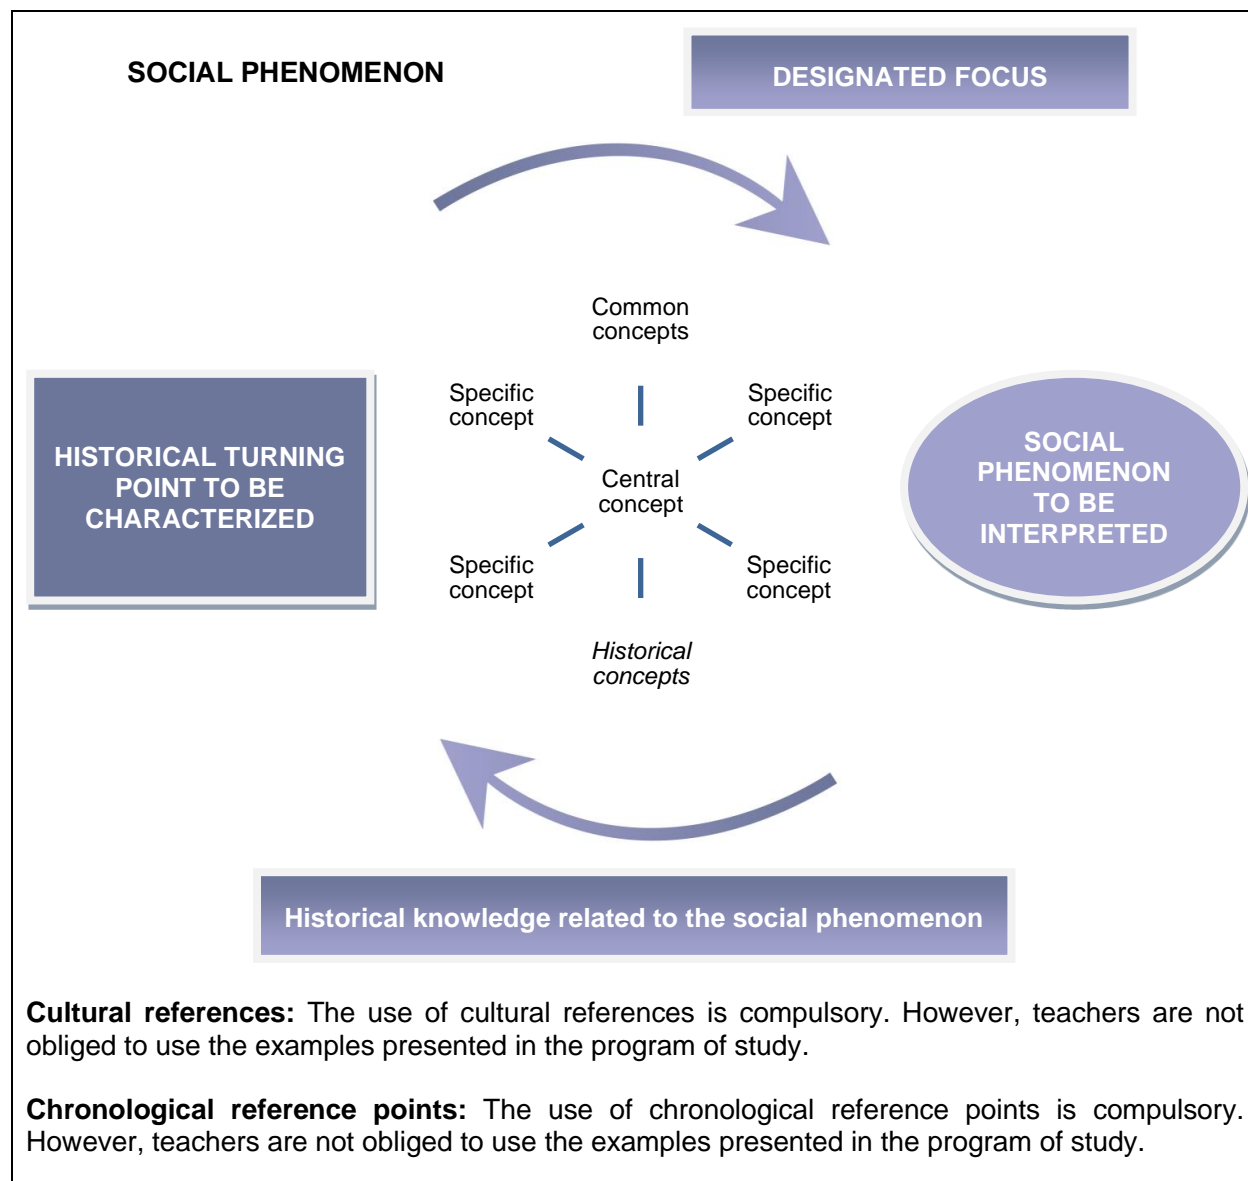 SOCIAL PHENOMENON
DESIGNATED FOCUS
Common
concepts
Specific
concept
Specific
concept
HISTORICAL TURNING
POINT TO BE
CHARACTERIZED
Central
concept
SOCIAL
PHENOMENON
TO BE
INTERPRETED
Specific
concept
Specific
concept
Historical
concepts
Historical knowledge related to the social phenomenon
Cultural references: The use of cultural references is compulsory. However, teachers are not
obliged to use the examples presented in the program of study.
Chronological reference points: The use of chronological reference points is compulsory.
However, teachers are not obliged to use the examples presented in the program of study.